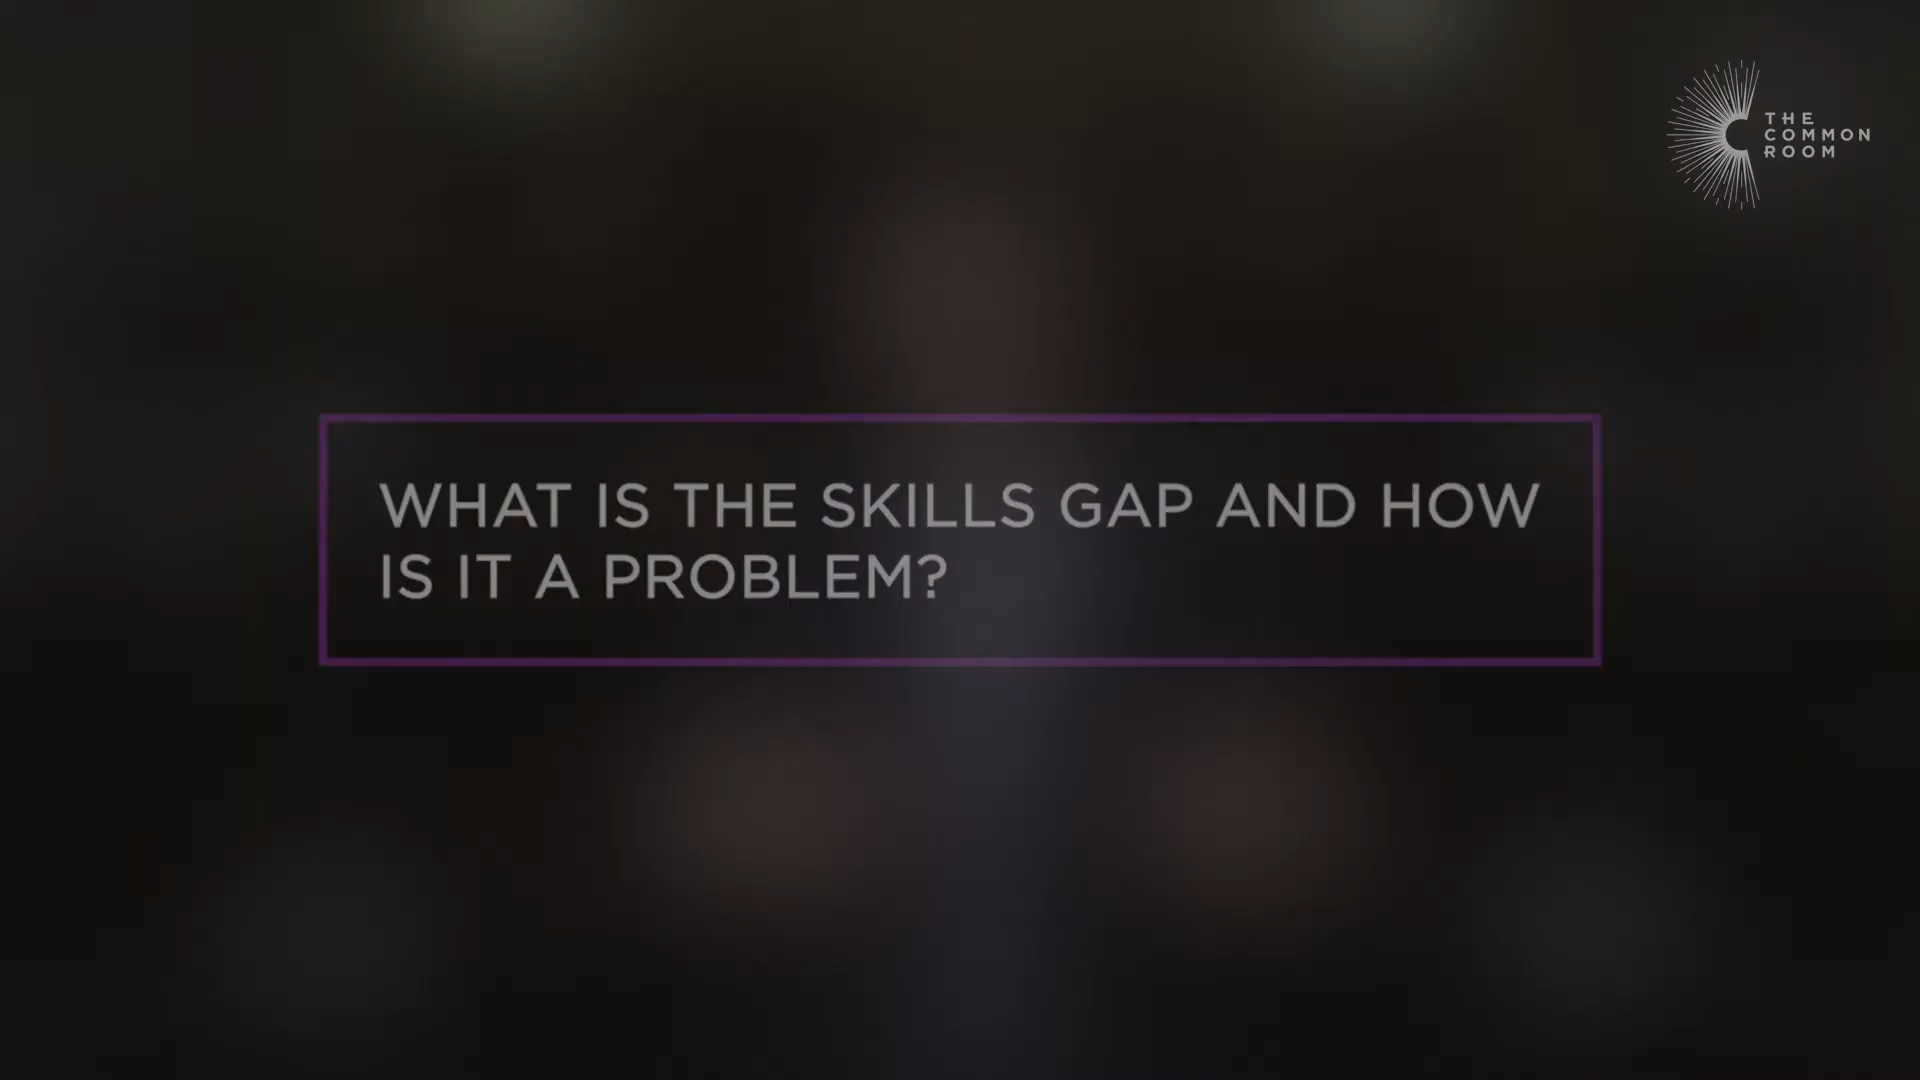 THE
COMMON
ROOM
WHAT IS THE SKILLS GAP AND HOW
IS IT A PROBLEM?